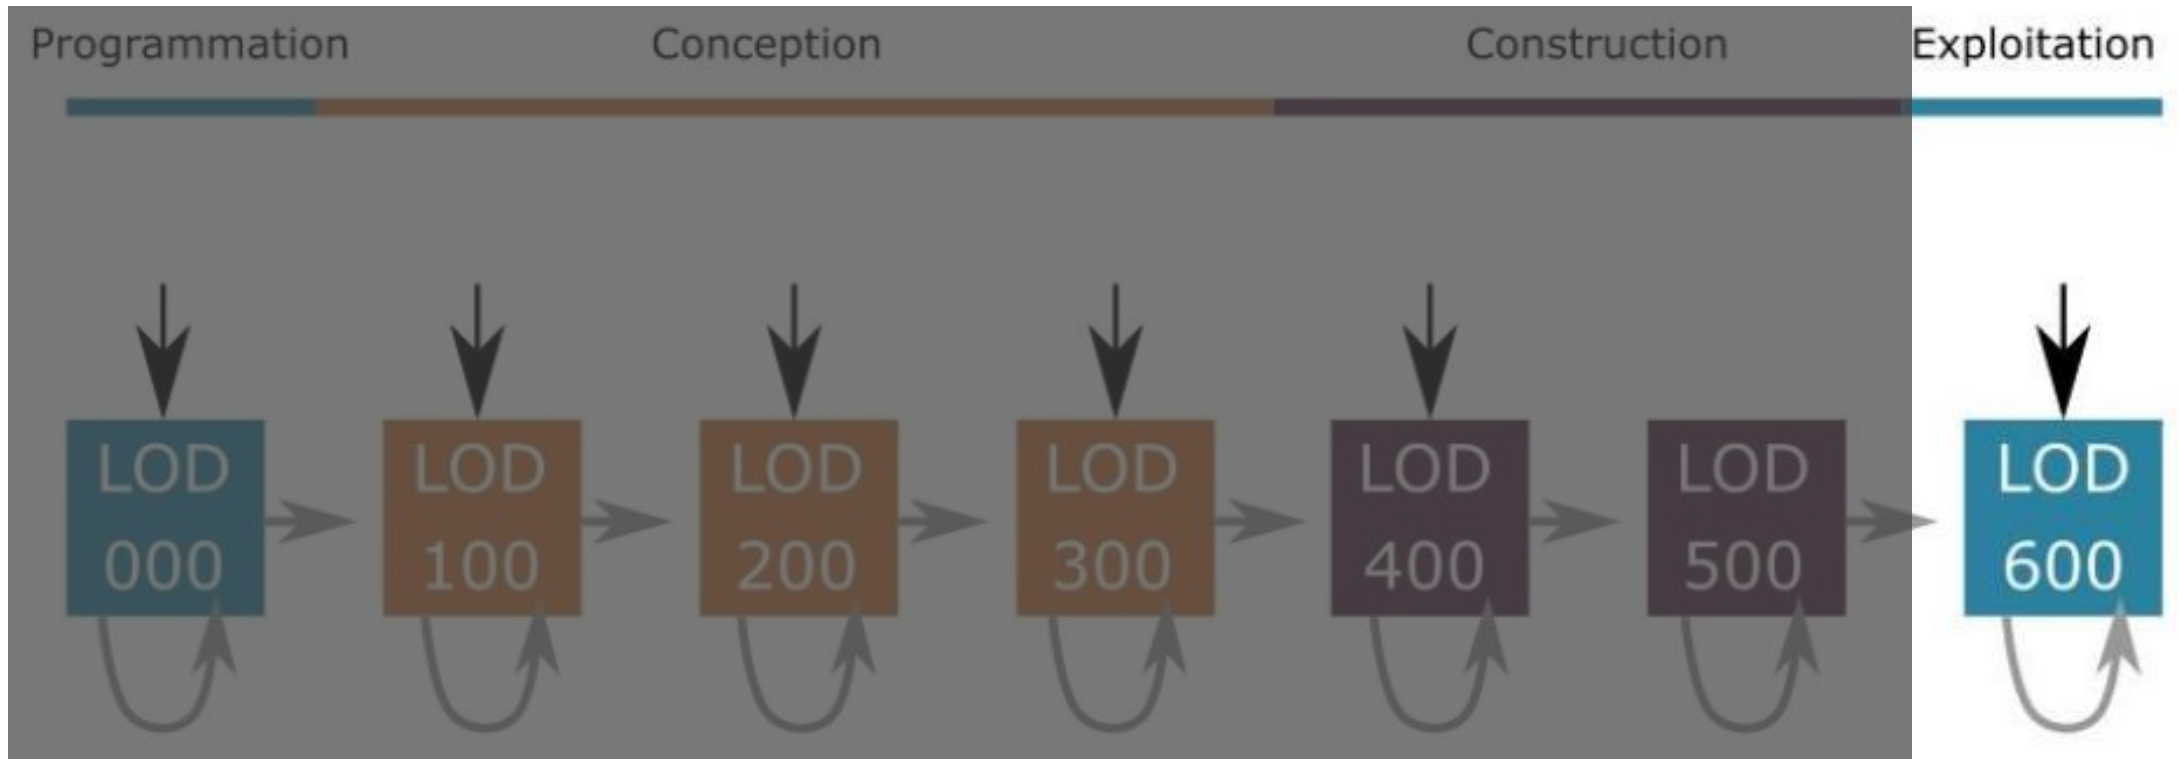 Programmation
Conception
Construction
Exploitation
LOD
000
LOD
100
LOD
200
LOD
300
LOD
400
LOD
500
LOD
600